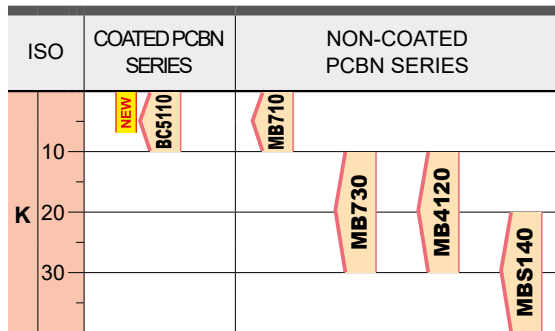 ISO
COATED PCBN
SERIES
NON-COATED
PCBN SERIES
K
10
20
30
NEW
BC5110
MB710
MB730
MB4120
MBS140